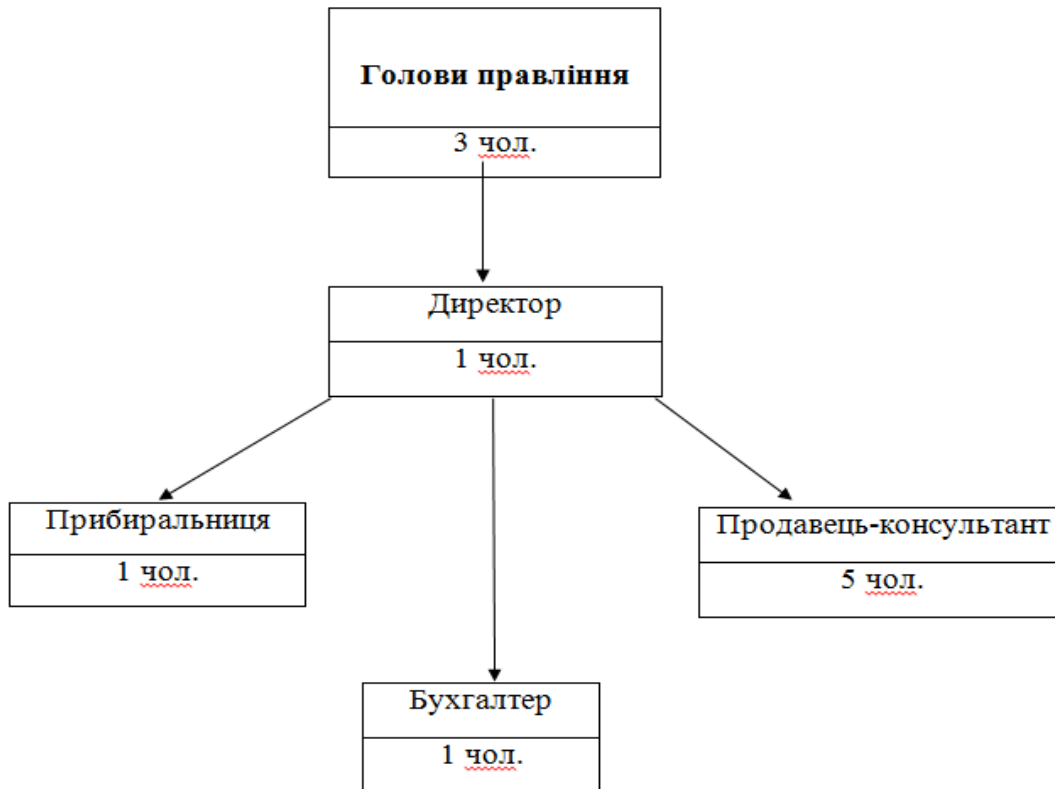 Голови правління
3 чол.
Директор
1 чол.
Прибиральниця
1 чол.
Продавець-консультант
5 чол.
Бухгалтер
1 чол.